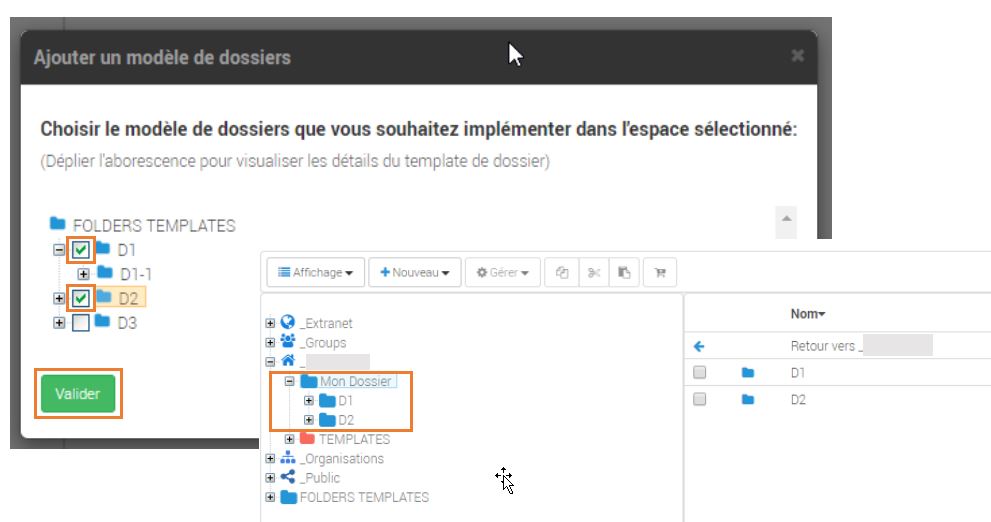 Ajouter un modèle de dossiers
Choisir le modèle de dossiers que vous souhaitez implémenter dans l'espace sélectionné:
(Déplier l'aborescence pour visualiser les détails du template de dossier)
FOLDERS TEMPLATES
D1
D1-1
D2
D3
Valider
Affichage
Nouveau
Gérer
_Extranet
_Groups
_
Mon Dossier
D1
D2
TEMPLATES
_Organisations
_Public
FOLDERS TEMPLATES
Nom
Retour vers _
D1
D2